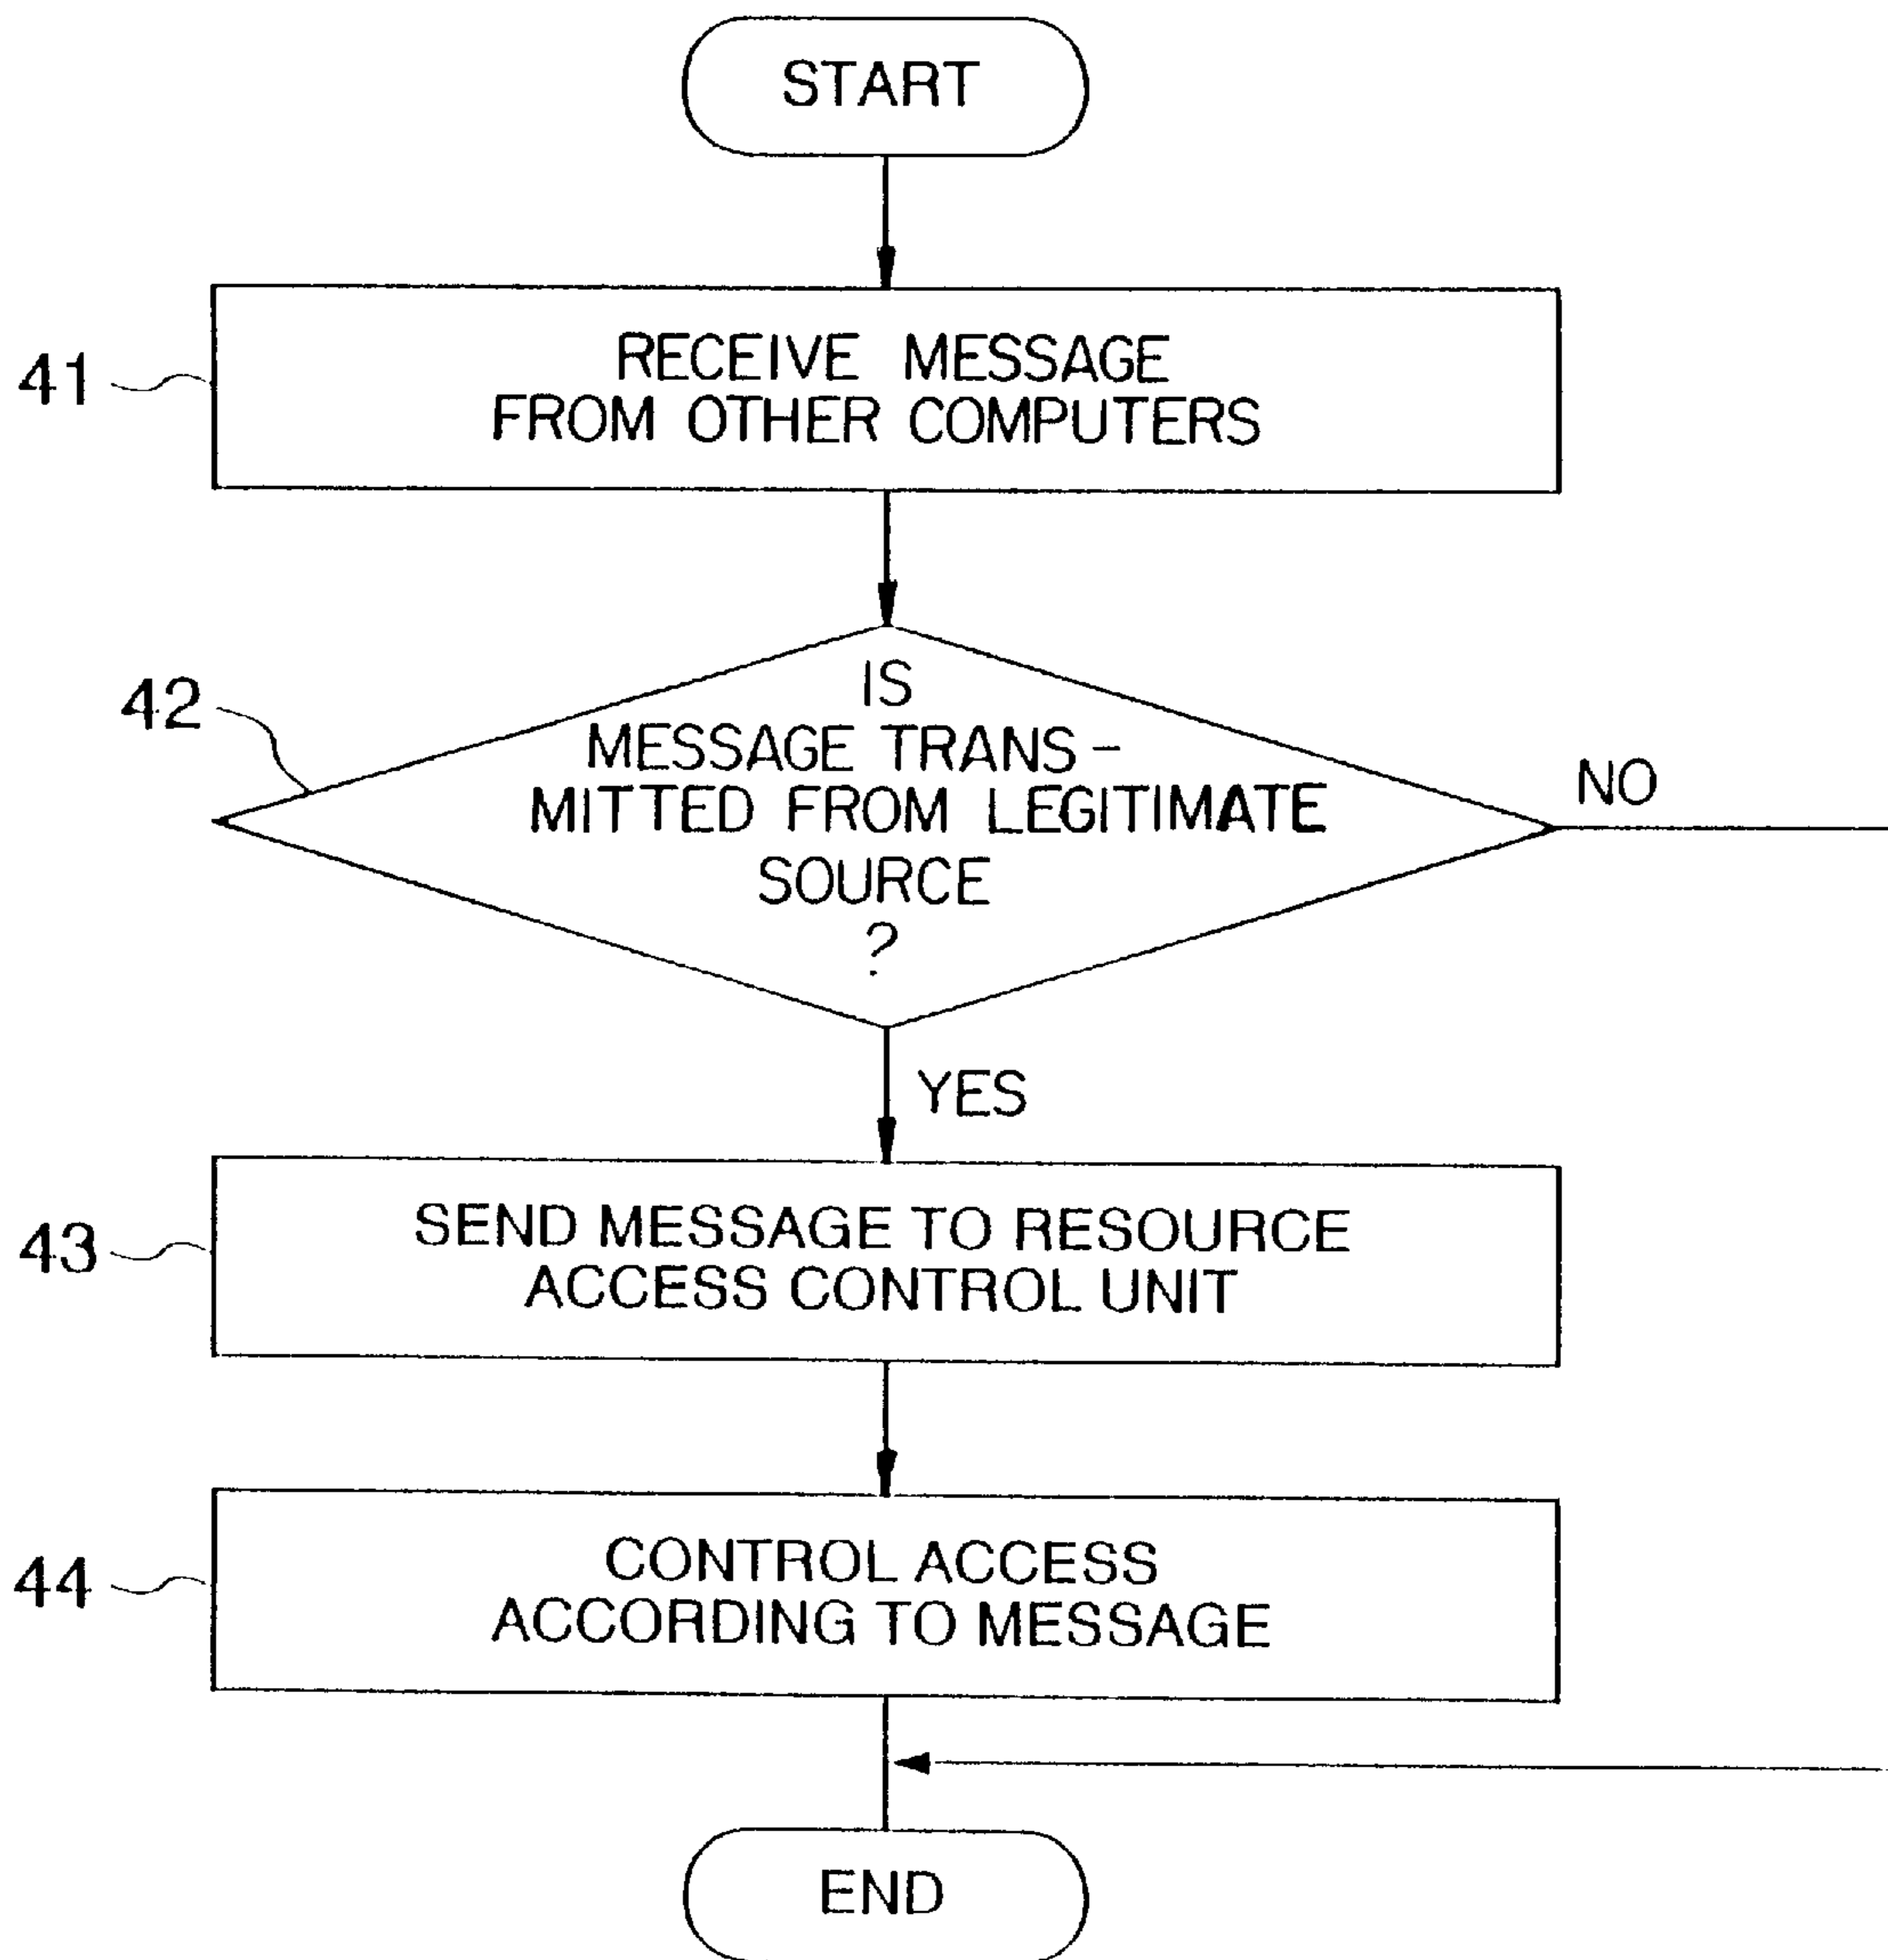 START
41
RECEIVE MESSAGE
FROM OTHER COMPUTERS
42
IS
MESSAGE TRANS-
MITTED FROM LEGITIMATE
SOURCE
?
NO
YES
43
SEND MESSAGE TO RESOURCE
ACCESS CONTROL UNIT
44
CONTROL ACCESS
ACCORDING TO MESSAGE
END